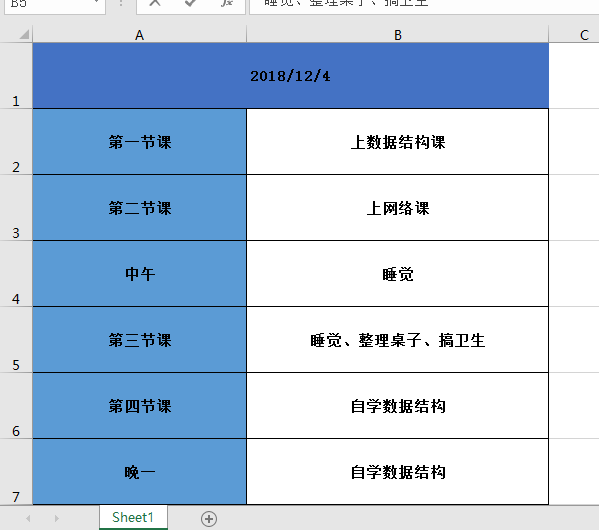 B5
睡觉、整理桌子、搞卫生
A B C
1 2018/12/4
2 第一节课 上数据结构课
3 第二节课 上网络课
4 中午 睡觉
5 第三节课 睡觉、整理桌子、搞卫生
6 第四节课 自学数据结构
7 晚一 自学数据结构
Sheet1